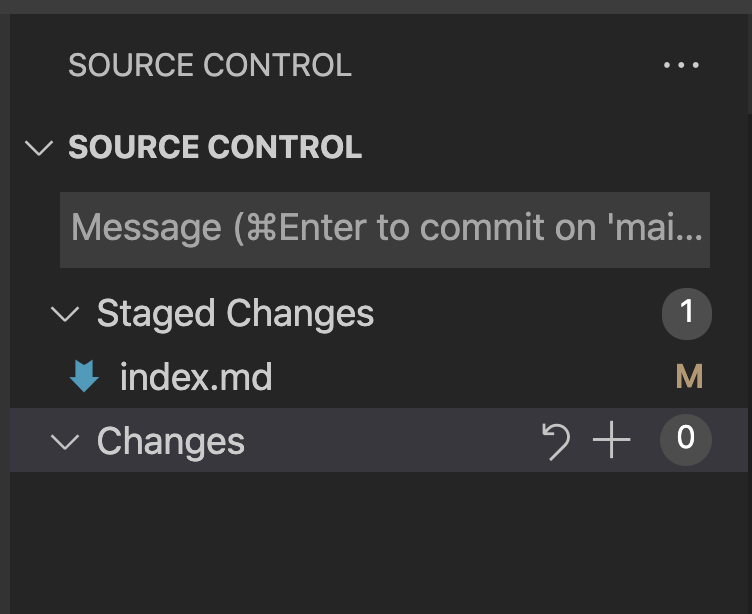 SOURCE CONTROL ...
SOURCE CONTROL
Message (⌘Enter to commit on 'mai...
Staged Changes 1
index.md M
Changes 0